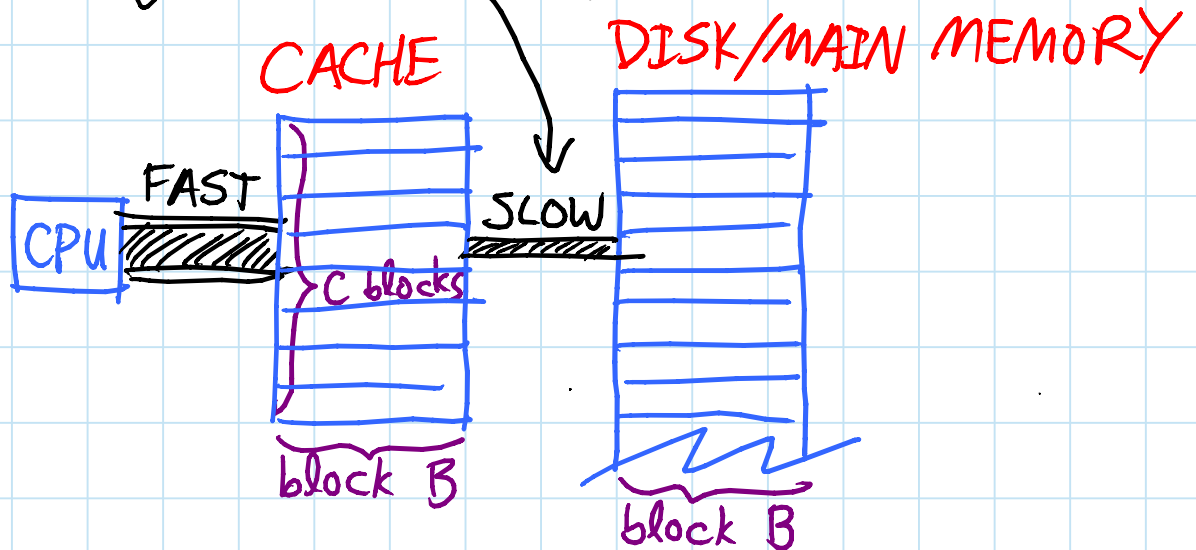 CACHE
DISK/MAIN MEMORY
FAST
SLOW
CPU
C blocks
block B
block B